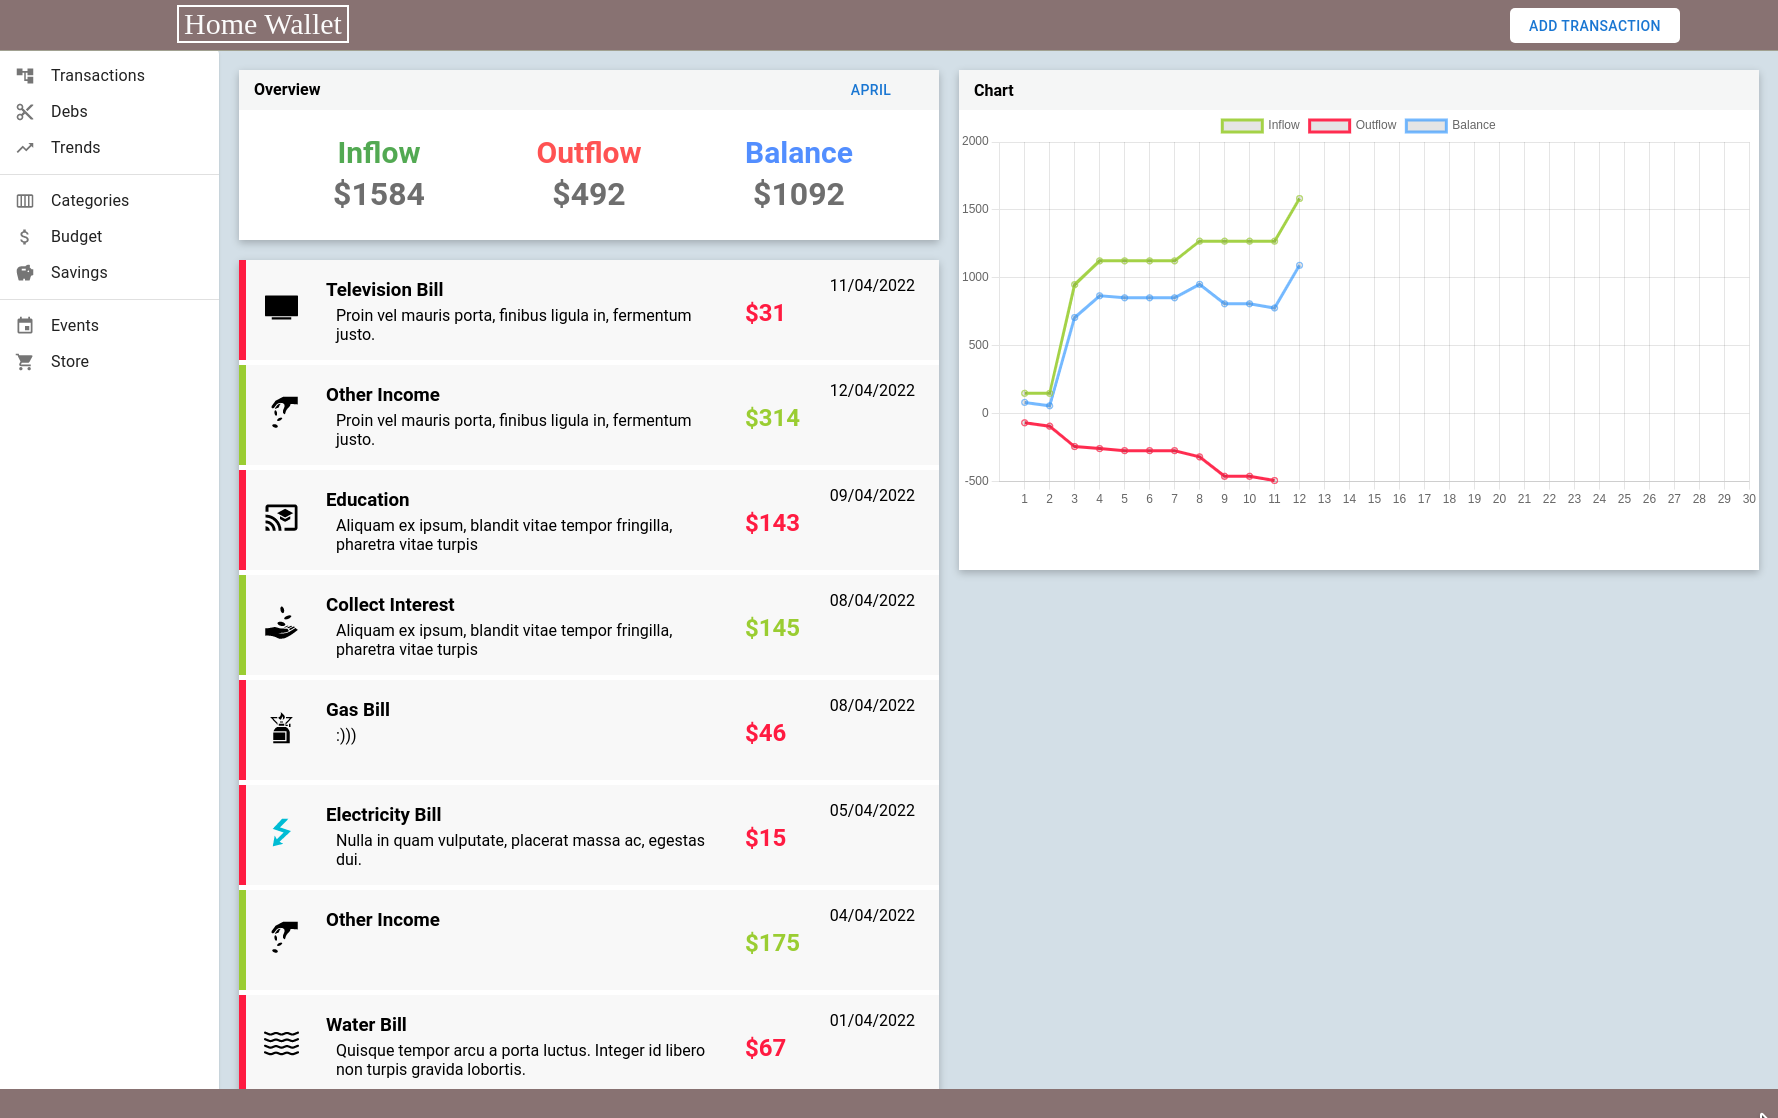 Home Wallet
ADD TRANSACTION
Transactions
Debs
Trends
Categories
Budget
Savings
Events
Store
Overview
APRIL
Inflow
Outflow
Balance
$1584
$492
$1092
Television Bill
11/04/2022
Proin vel mauris porta, finibus ligula in, fermentum
justo.
$31
Other Income
12/04/2022
Proin vel mauris porta, finibus ligula in, fermentum
justo.
$314
Education
09/04/2022
Aliquam ex ipsum, blandit vitae tempor fringilla,
pharetra vitae turpis
$143
Collect Interest
08/04/2022
Aliquam ex ipsum, blandit vitae tempor fringilla,
pharetra vitae turpis
$145
Gas Bill
08/04/2022
:)))
$46
Electricity Bill
05/04/2022
Nulla in quam vulputate, placerat massa ac, egestas
dui.
$15
Other Income
04/04/2022
$175
Water Bill
01/04/2022
Quisque tempor arcu a porta luctus. Integer id libero
non turpis gravida lobortis.
$67
Chart
Inflow Outflow Balance
2000
1500
1000
500
0
-500
1 2 3 4 5 6 7 8 9 10 11 12 13 14 15 16 17 18 19 20 21 22 23 24 25 26 27 28 29 30